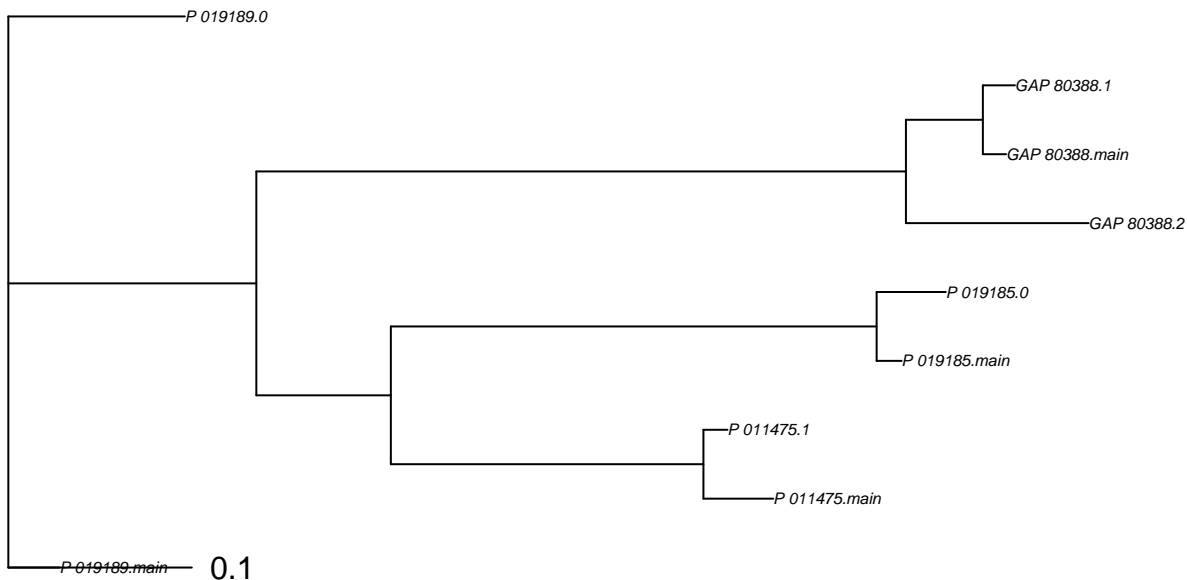 P 019189.0
GAP 80388.1
GAP 80388.main
GAP 80388.2
P 019185.0
P 019185.main
P 011475.1
P 011475.main
P 019189.main
0.1